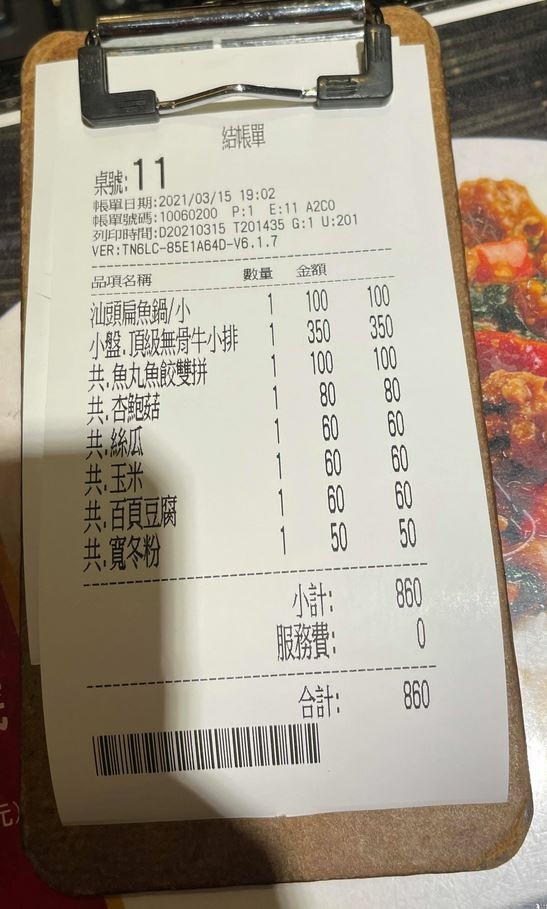 結帳單
桌號:11
帳單日期:2021/03/15 19:02
帳單號碼:10060200 P:1 E:11 A2C0
列印時間:D20210315 T201435 G:1 U:201
VER:TN6LC-85E1A64D-V6.1.7
品項名稱 數量 金額
汕頭扁魚鍋/小 1 100 100
小盤.頂級無骨牛小排 1 350 350
共.魚丸魚餃雙拼 1 100 100
共.杏鮑菇 1 80 80
共.絲瓜 1 60 60
共.玉米 1 60 60
共.百頁豆腐 1 60 60
共.寬冬粉 1 50 50
小計: 860
服務費: 0
合計: 860
元)